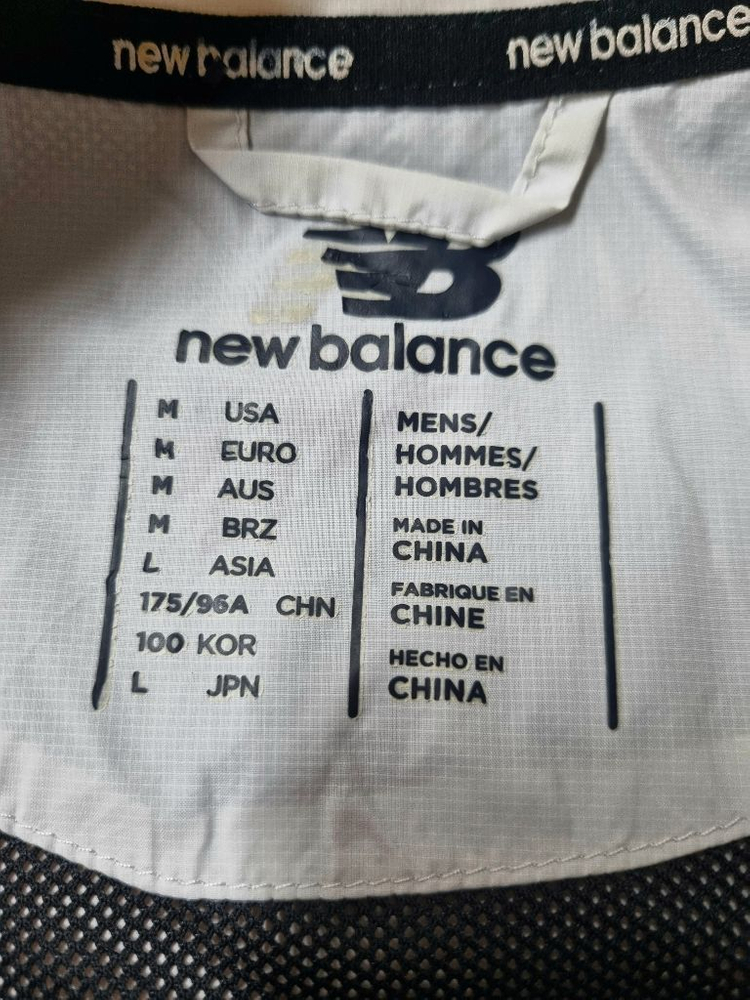 new balance
new balance
new balance
M USA
M EURO
M AUS
M BRZ
L ASIA
175/96A CHN
100 KOR
L JPN
MENS/
HOMMES/
HOMBRES
MADE IN
CHINA
FABRIQUE EN
CHINE
HECHO EN
CHINA